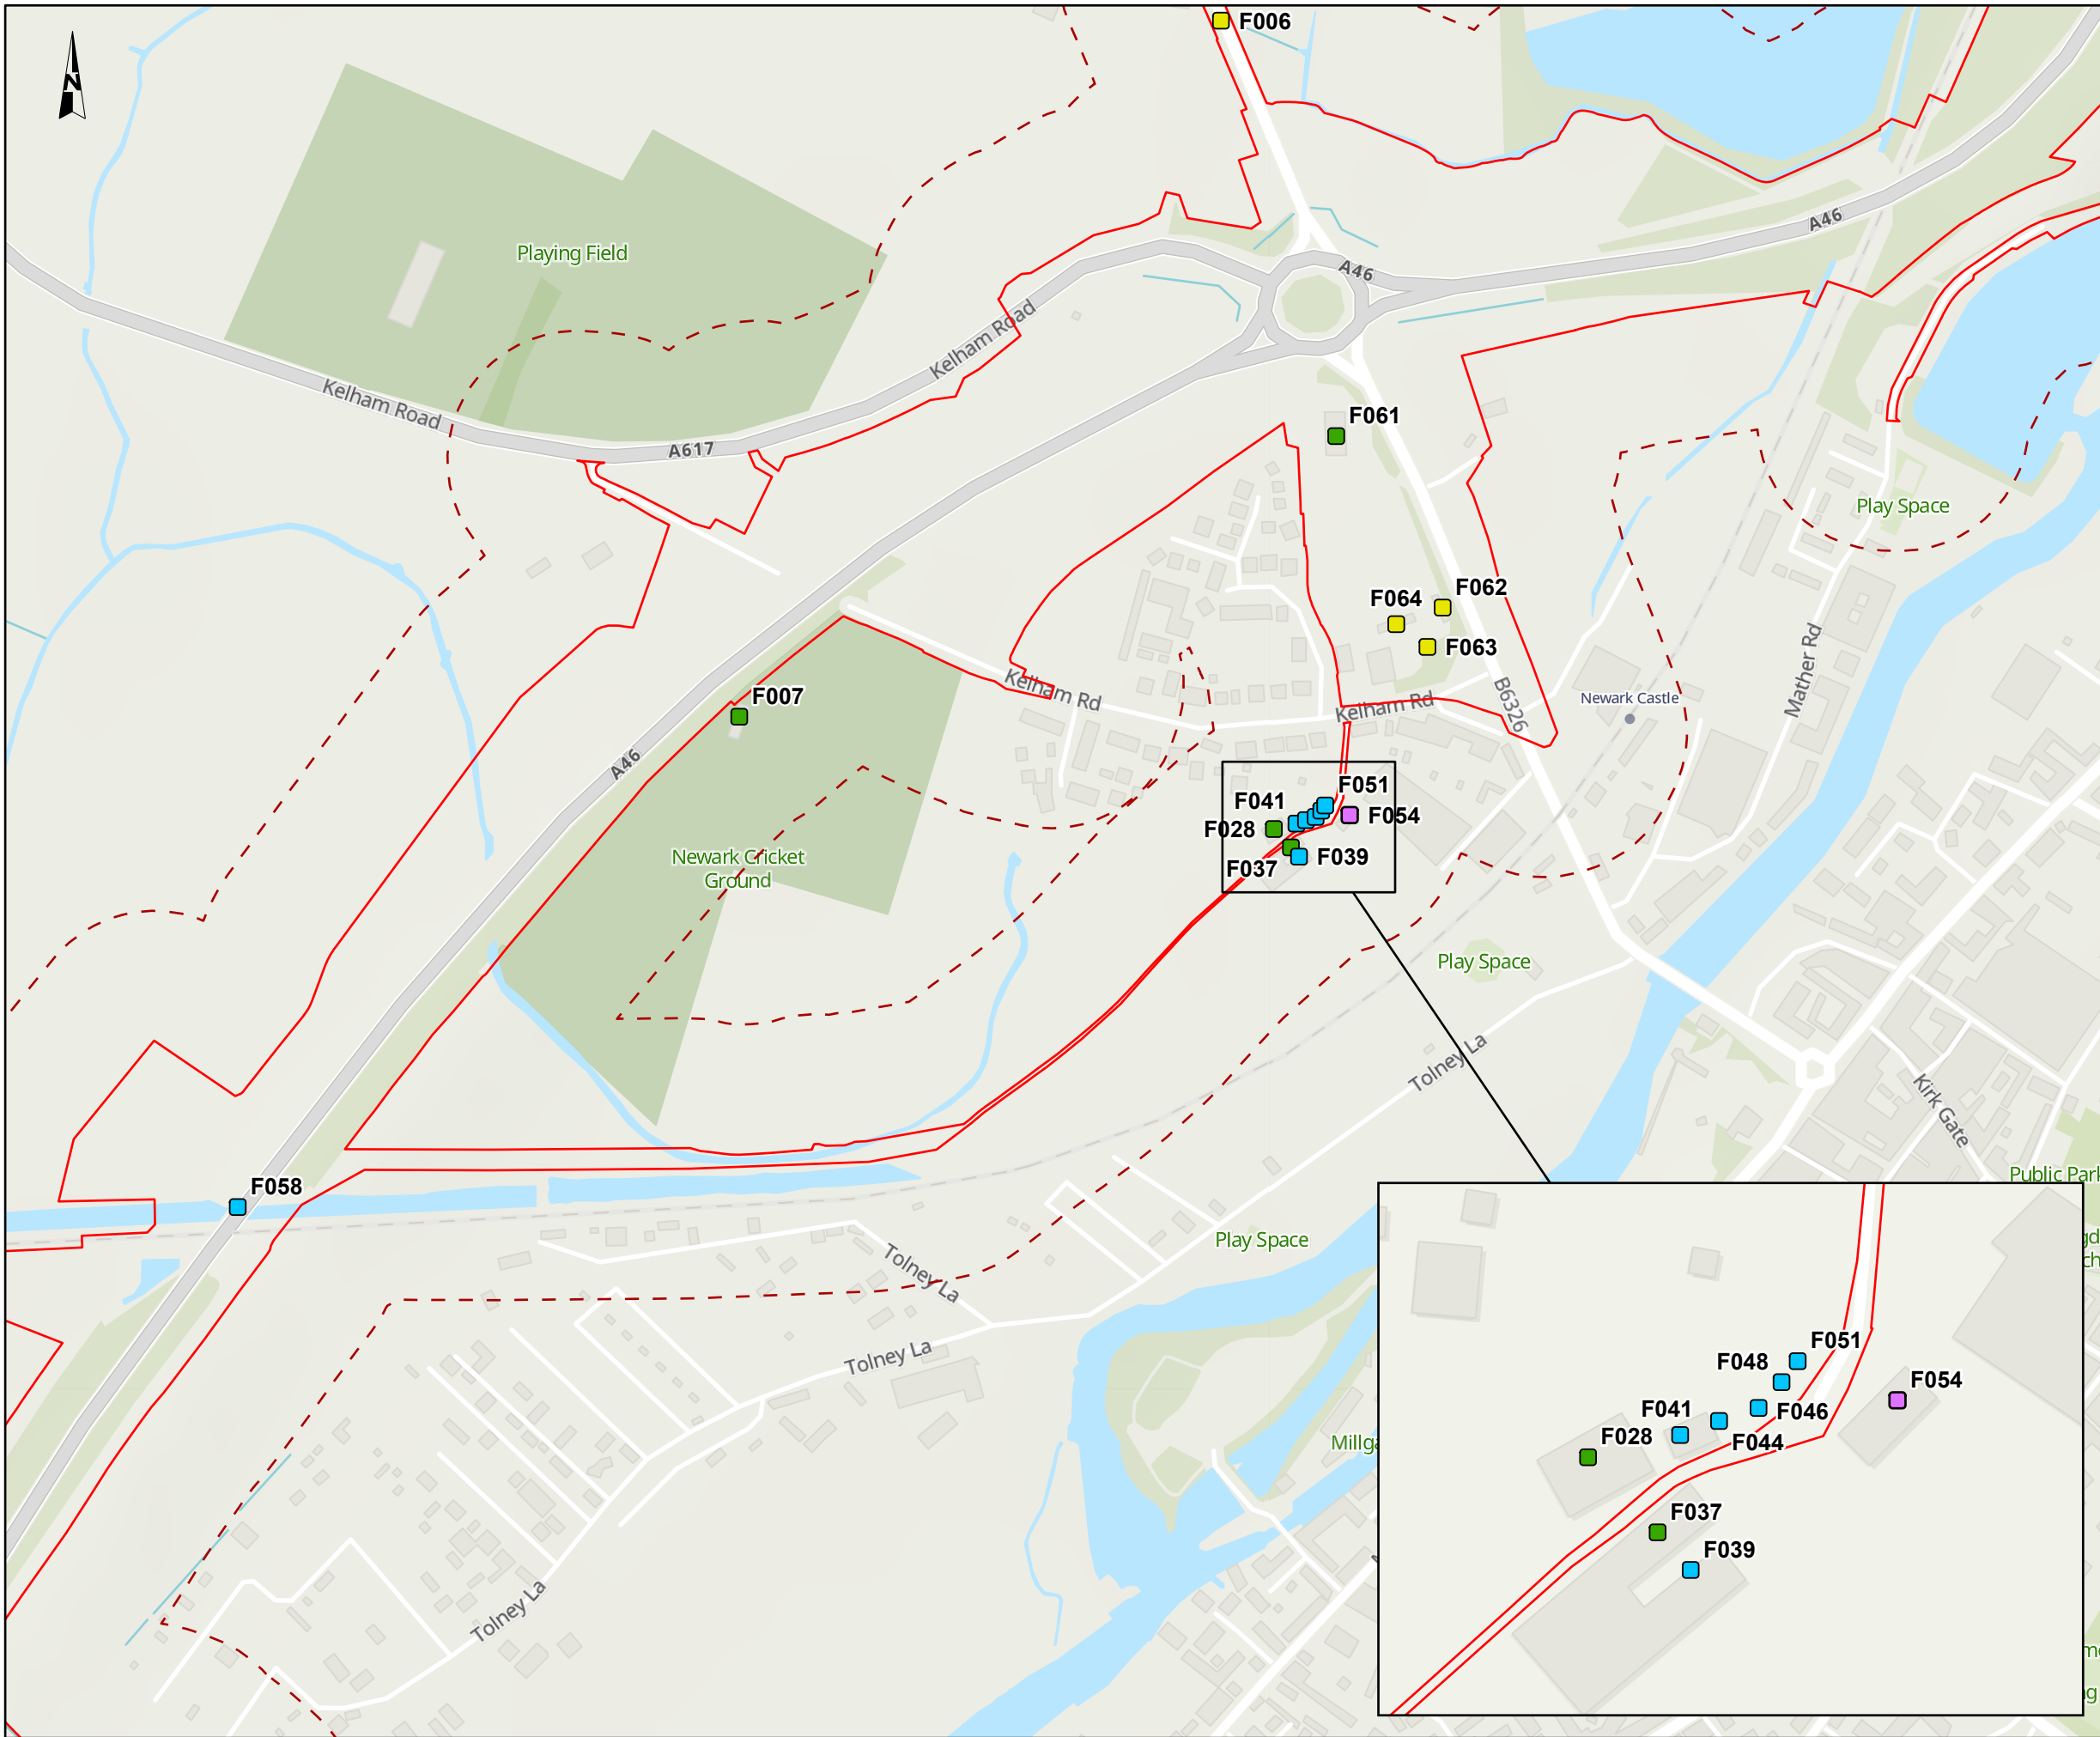 F006
N
A46
Playing Field
A46
Kelham Road
Kelham Road
F061
A617
Play Space
F062
F064
F063
Mather Rd
Kelham Rd
F007
Kelham Rd
B6326
Newark Castle
A46
F051
F041
F054
F028
Newark Cricket
Ground
F039
F037
Play Space
Tolney La
Kirk Gate
Public Park
F058
Play Space
Tolney La
Tolney La
Millga
Tolney La
F051
F048
F054
F041
F046
F028
F044
F037
F039